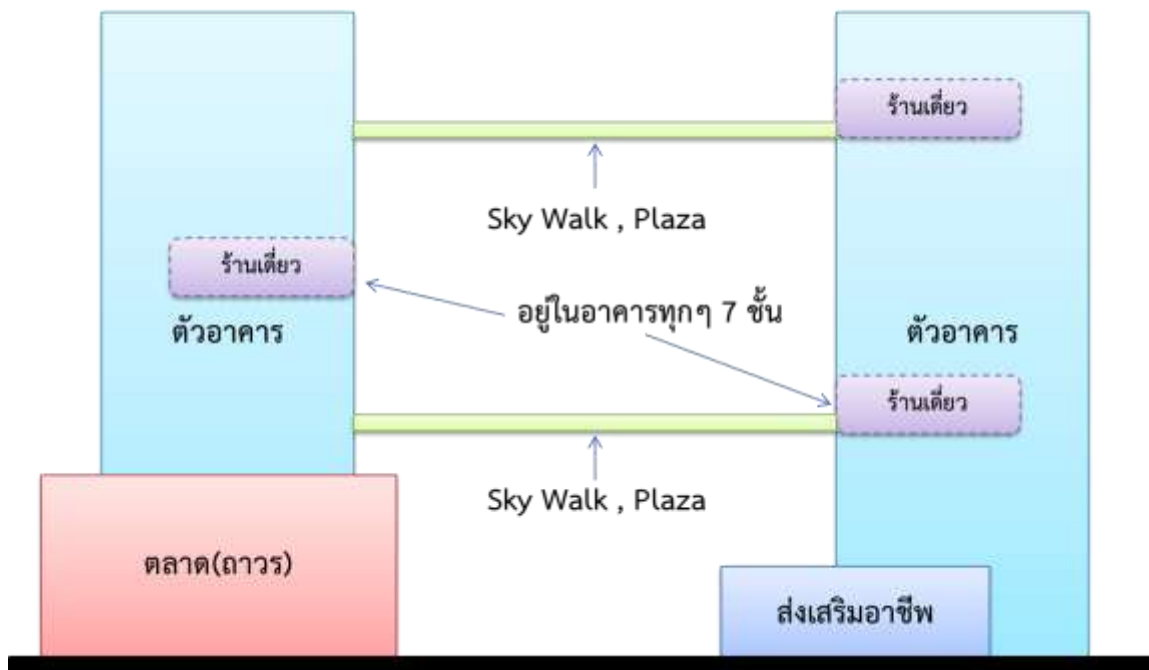 ร้านเดี่ยว
Sky Walk , Plaza
ร้านเดี่ยว
อยู่ในอาคารทุกๆ 7 ชั้น
ตัวอาคาร
ตัวอาคาร
ร้านเดี่ยว
Sky Walk , Plaza
ตลาด(ถาวร)
ส่งเสริมอาชีพ